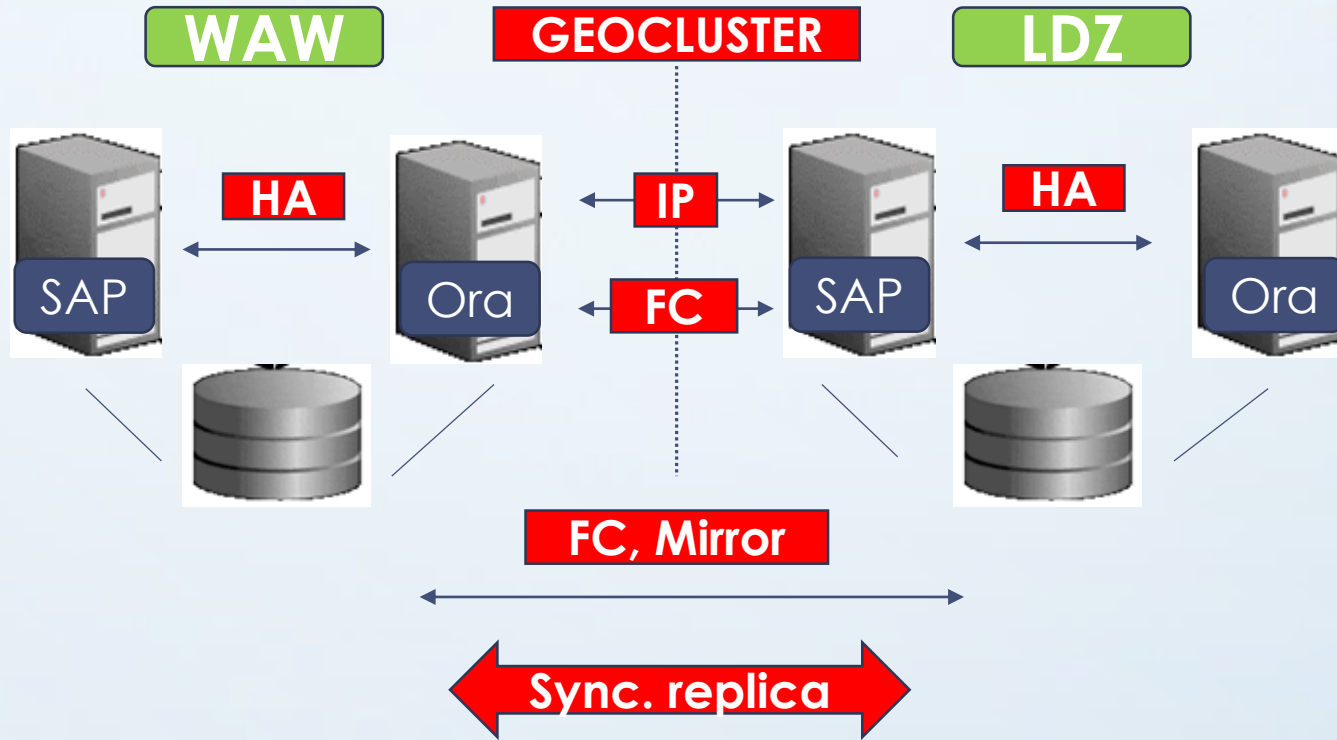 WAW
GEOCLUSTER
LDZ
HA
IP
HA
SAP
Ora
FC
SAP
Ora
FC, Mirror
Sync. replica